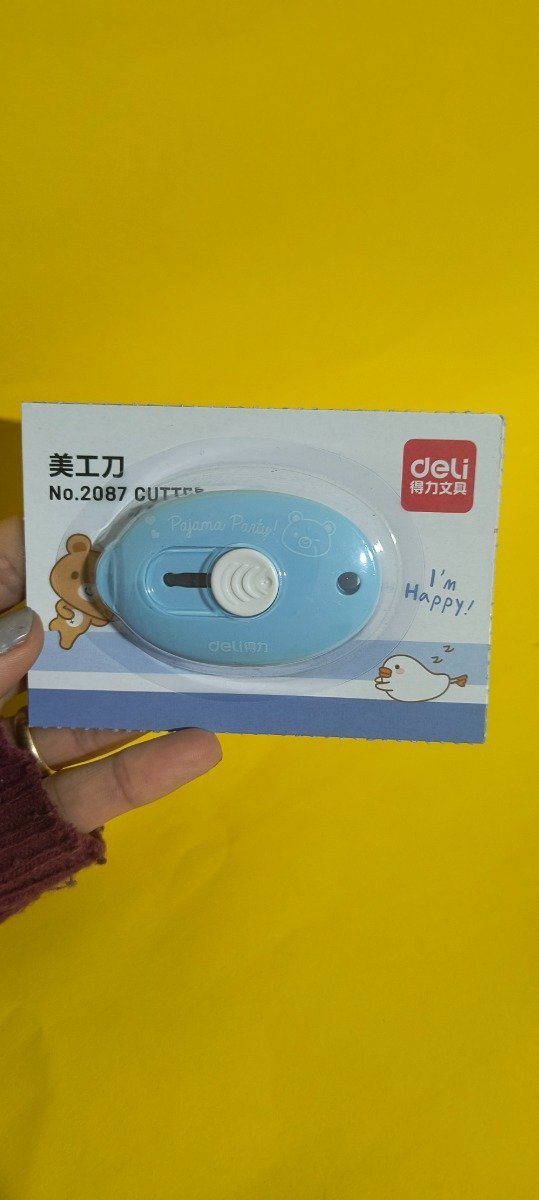 美工刀
No.2087 CUTTER
deli
得力文具
Pajama Party!
deli得力
I'm
Happy!
z z z